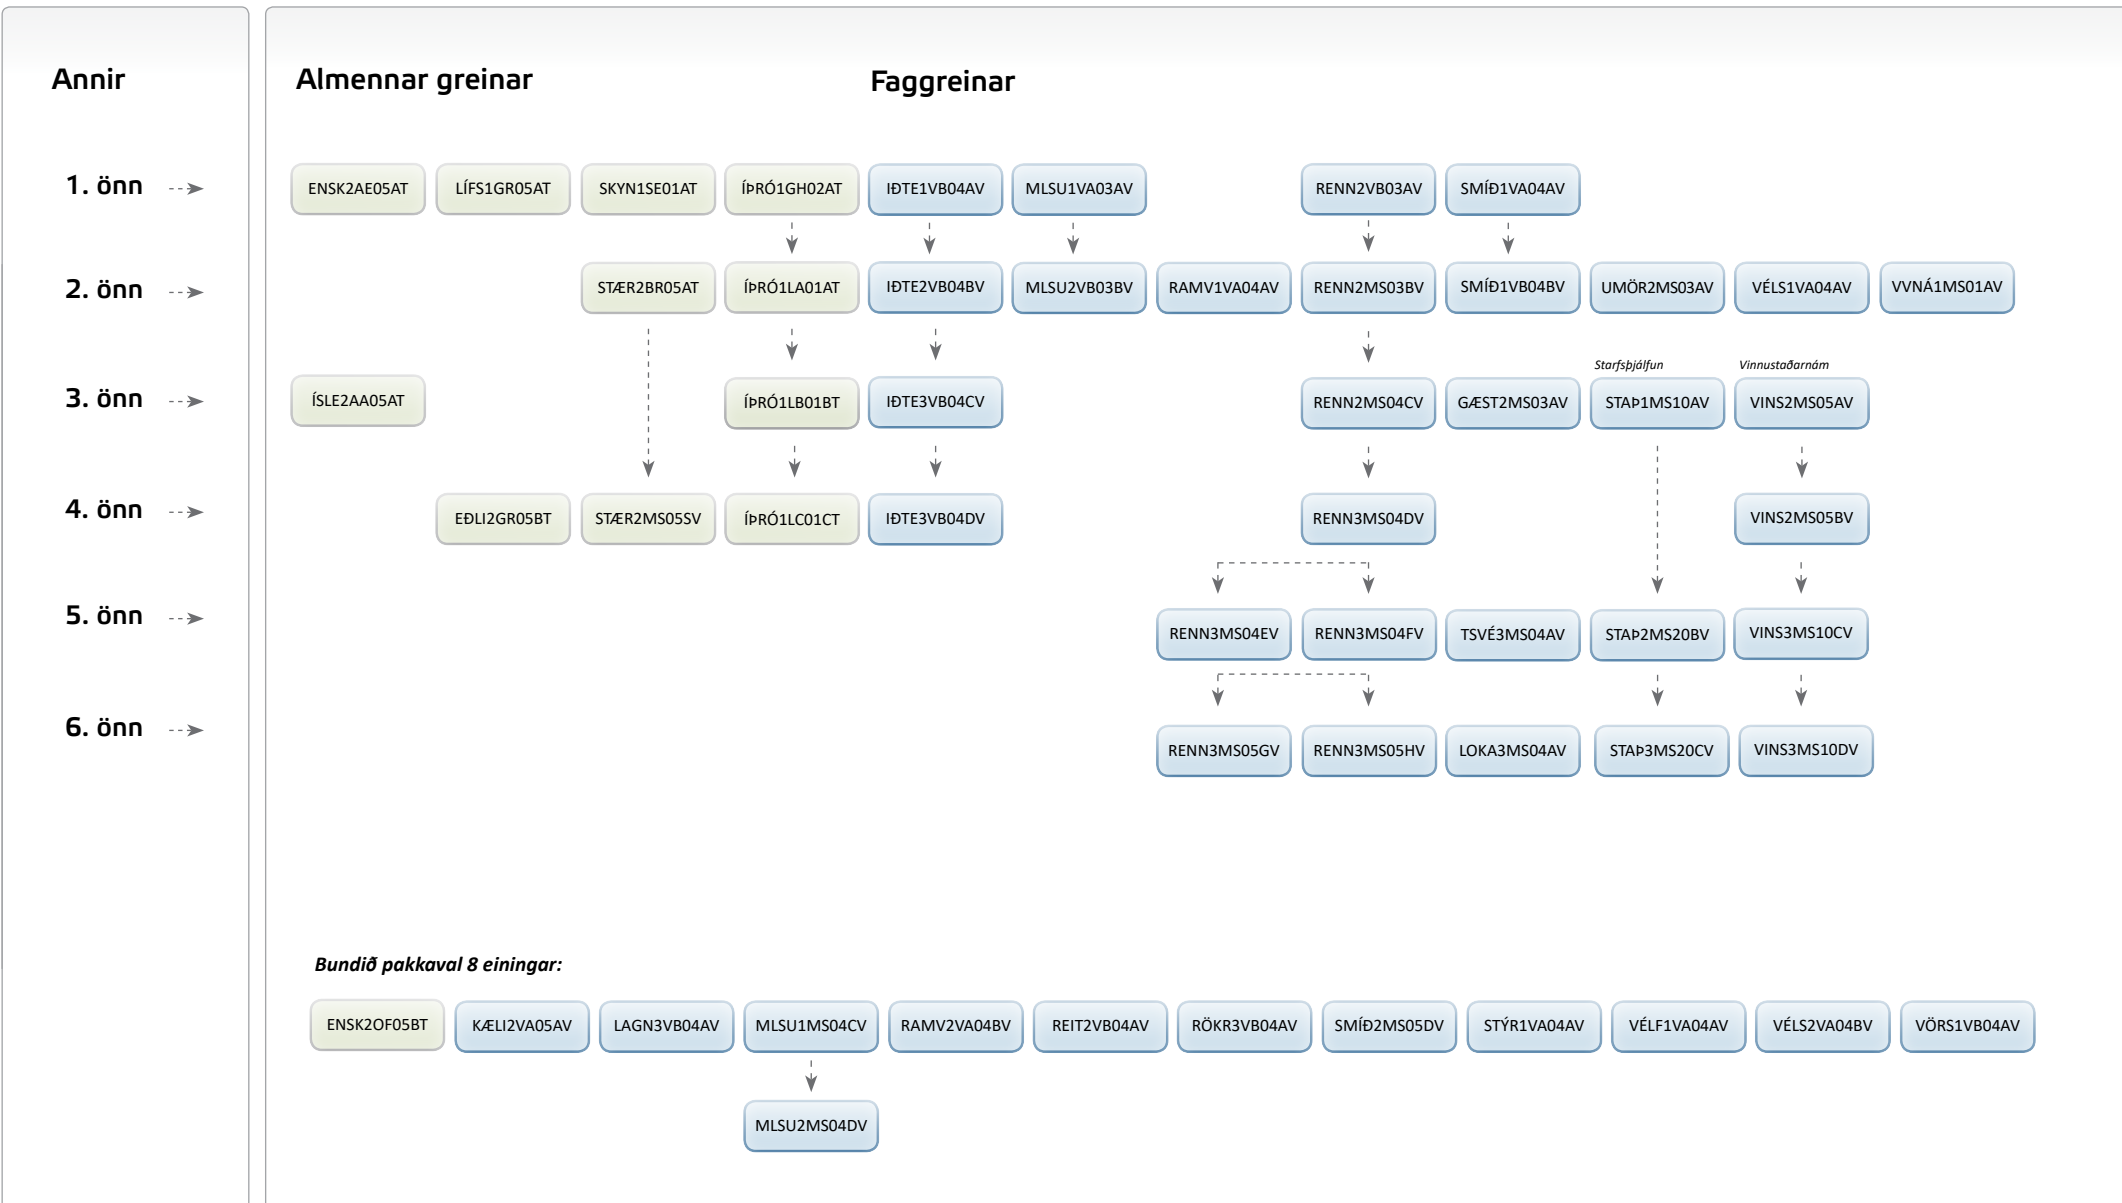 Annir
Almennar greinar
Faggreinar
1. önn
ENSK2AE05AT
LÍFS1GR05AT
SKYN1SE01AT
ÍÞRÓ1GH02AT
IÐTE1VB04AV
MLSU1VA03AV
RENN2VB03AV
SMÍÐ1VA04AV
2. önn
STÆR2BR05AT
ÍÞRÓ1LA01AT
IÐTE2VB04BV
MLSU2VB03BV
RAMV1VA04AV
RENN2MS03BV
SMÍÐ1VB04BV
UMÖR2MS03AV
VÉLS1VA04AV
VVNÁ1MS01AV
Starfsþjálfun
Vinnustaðarnám
3. önn
ÍSLE2AA05AT
ÍÞRÓ1LB01BT
IÐTE3VB04CV
RENN2MS04CV
GÆST2MS03AV
STAÞ1MS10AV
VINS2MS05AV
4. önn
EÐLI2GR05BT
STÆR2MS05SV
ÍÞRÓ1LC01CT
IÐTE3VB04DV
RENN3MS04DV
VINS2MS05BV
5. önn
RENN3MS04EV
RENN3MS04FV
TSVÉ3MS04AV
STAÞ2MS20BV
VINS3MS10CV
6. önn
RENN3MS05GV
RENN3MS05HV
LOKA3MS04AV
STAÞ3MS20CV
VINS3MS10DV
Bundið pakkaval 8 einingar:
ENSK2OF05BT
KÆLI2VA05AV
LAGN3VB04AV
MLSU1MS04CV
RAMV2VA04BV
REIT2VB04AV
RÖKR3VB04AV
SMÍÐ2MS05DV
STÝR1VA04AV
VÉLF1VA04AV
VÉLS2VA04BV
VÖRS1VB04AV
MLSU2MS04DV